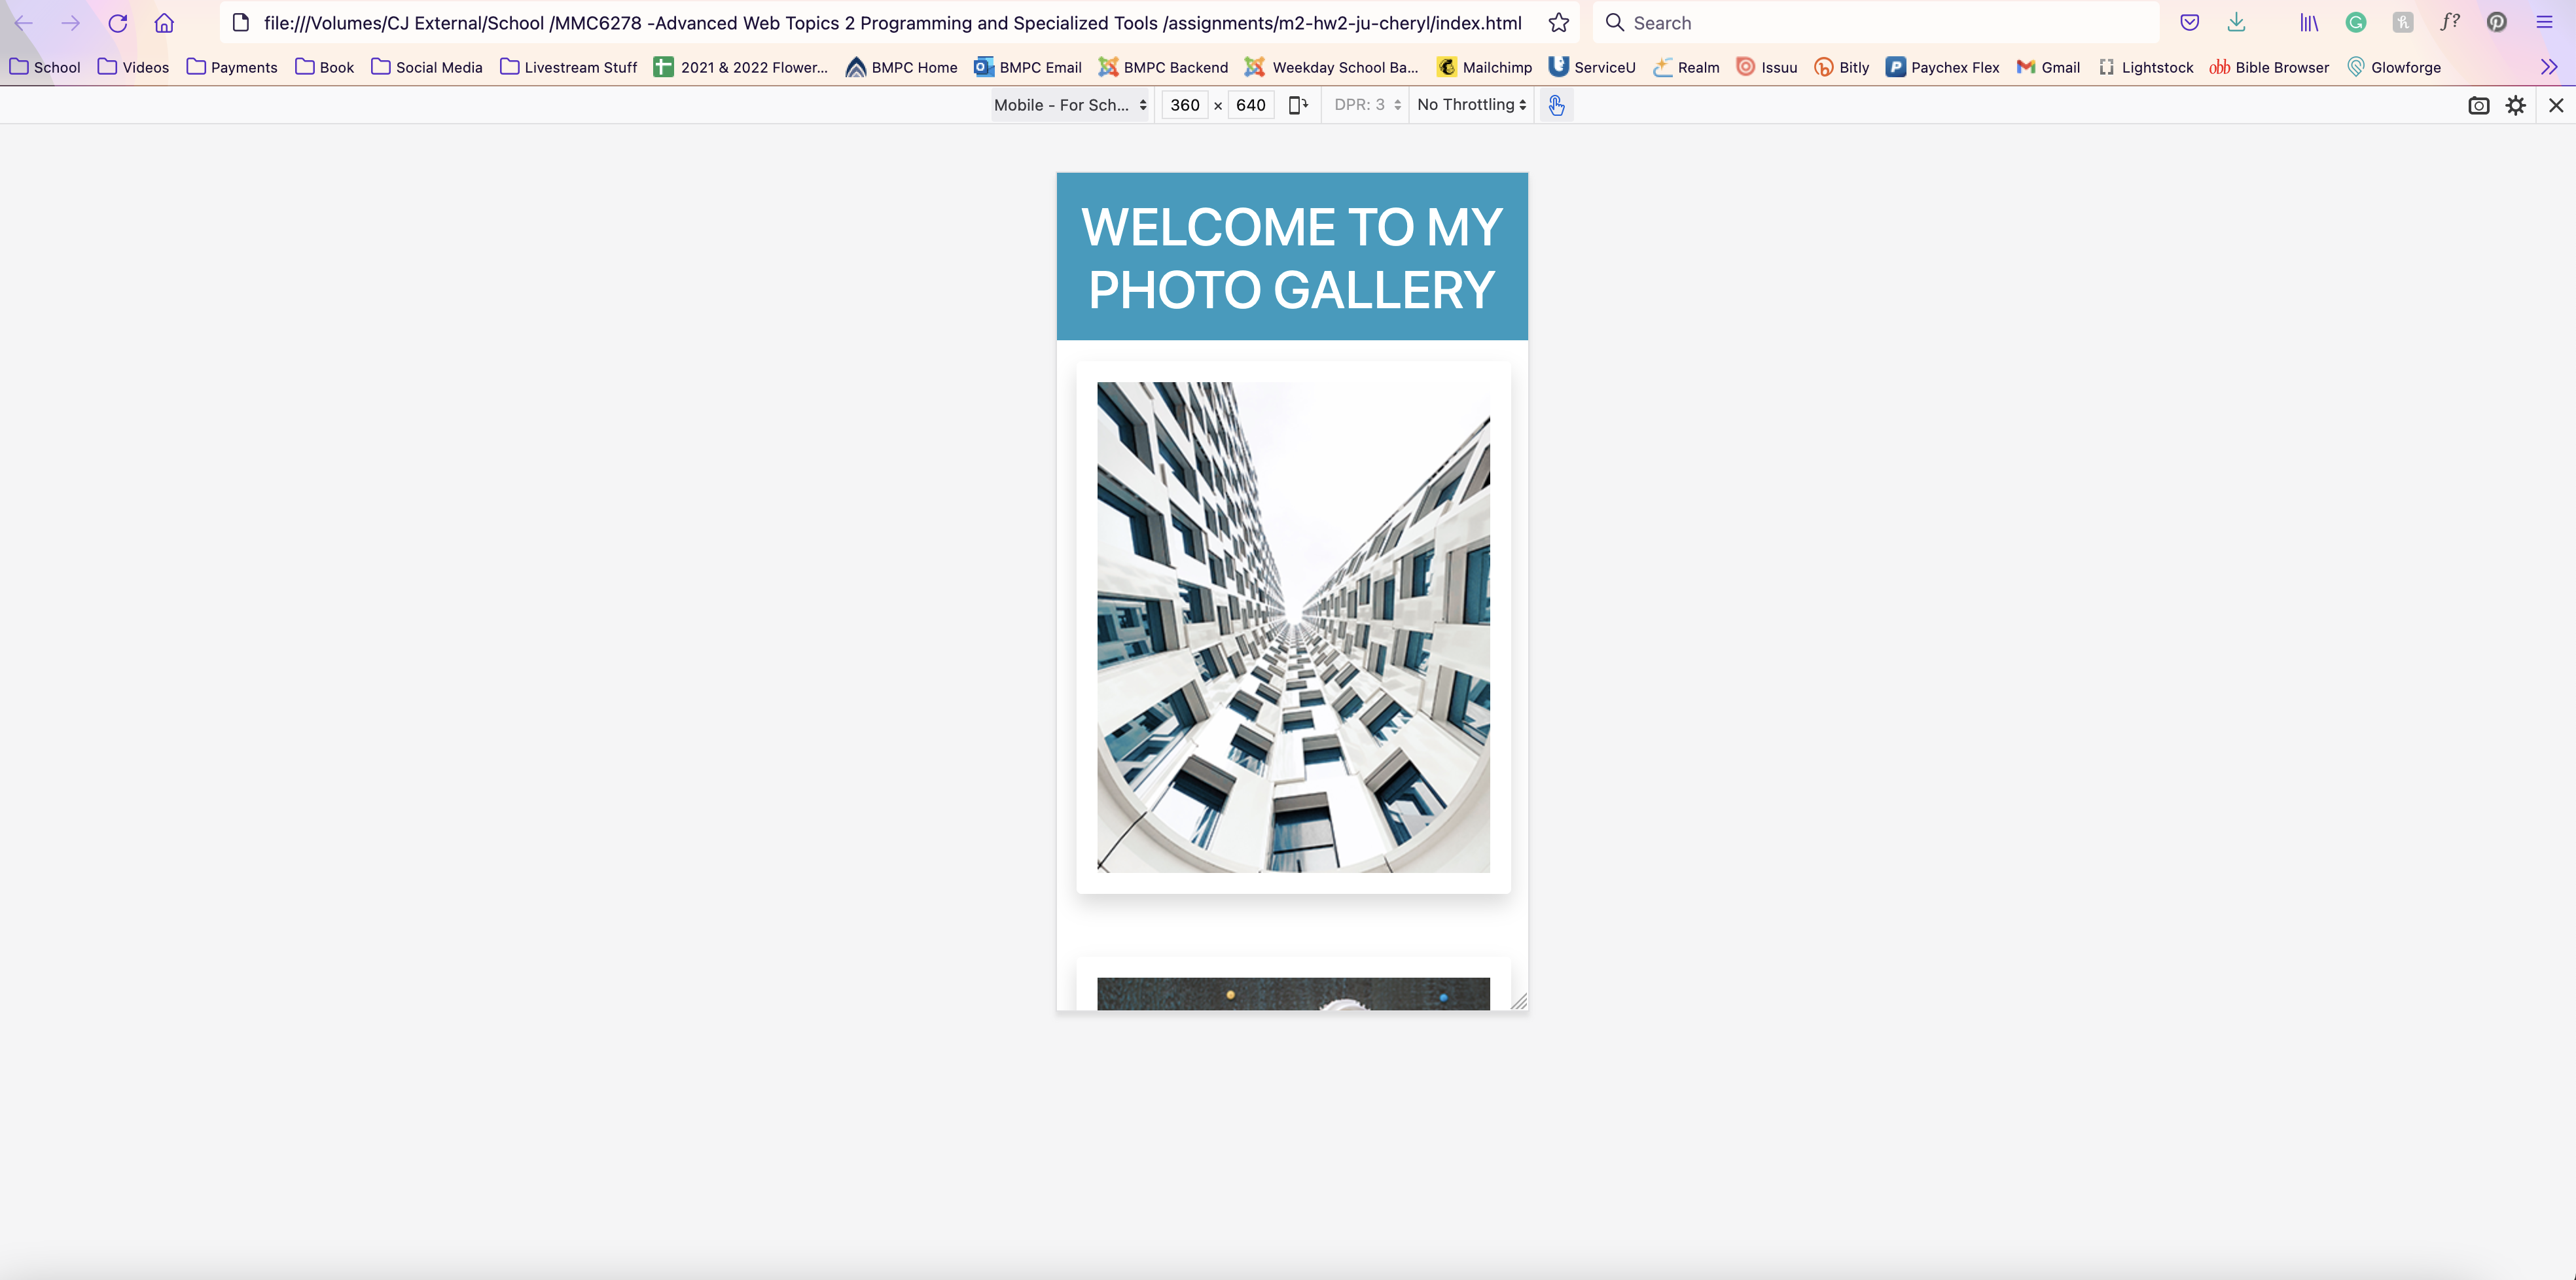 file:///Volumes/CJ External/School /MMC6278 -Advanced Web Topics 2 Programming and Specialized Tools /assignments/m2-hw2-ju-cheryl/index.html Search
School Videos Payments Book Social Media Livestream Stuff 2021 & 2022 Flower... BMPC Home BMPC Email BMPC Backend Weekday School Ba... Mailchimp ServiceU Realm Issuu Bitly Paychex Flex Gmail Lightstock obb Bible Browser Glowforge
Mobile - For Sch... 360 × 640 DPR: 3 No Throttling
WELCOME TO MY
PHOTO GALLERY